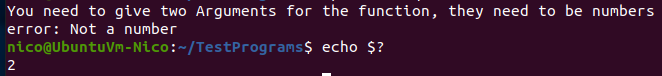 You need to give two Arguments for the function, they need to be numbers
error: Not a number
nico@UbuntuVm-Nico:~/TestPrograms$ echo $?
2